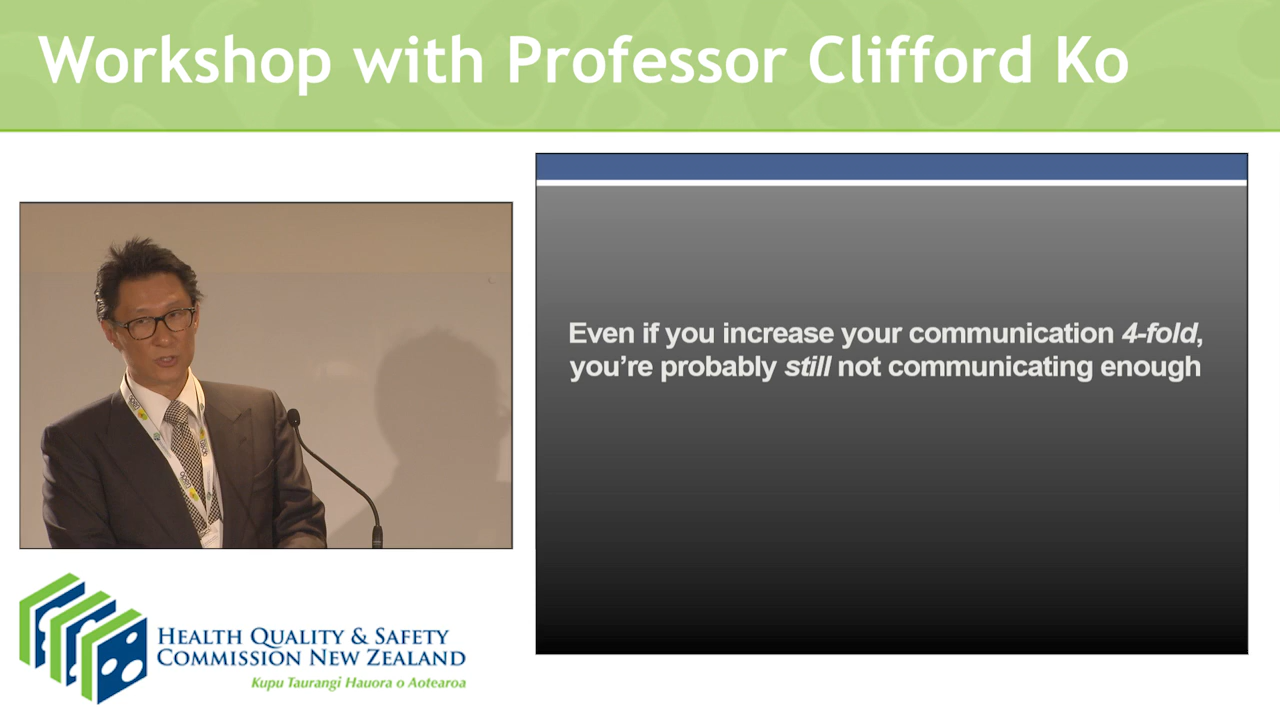 Workshop with Professor Clifford Ko
Even if you increase your communication 4-fold,
you're probably still not communicating enough
HEALTH QUALITY & SAFETY
COMMISSION NEW ZEALAND
Kupu Taurangi Hauora o Aotearoa